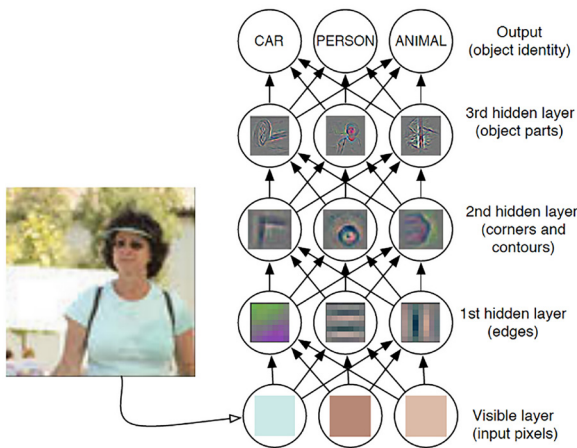 CAR PERSON ANIMAL
Output
(object identity)
3rd hidden layer
(object parts)
2nd hidden layer
(corners and
contours)
1st hidden layer
(edges)
Visible layer
(input pixels)